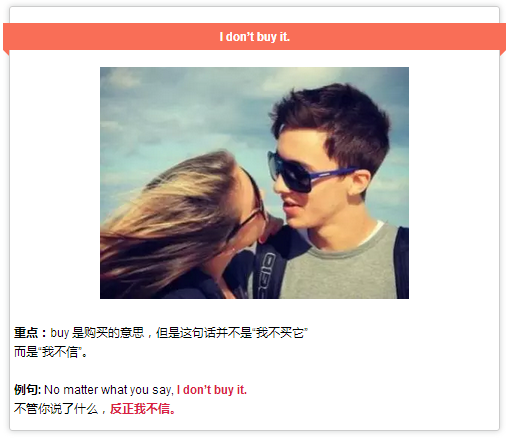 I don't buy it.
重点：buy 是购买的意思，但是这句话并不是“我不买它”
而是“我不信”。
例句: No matter what you say, I don't buy it.
不管你说了什么，反正我不信。